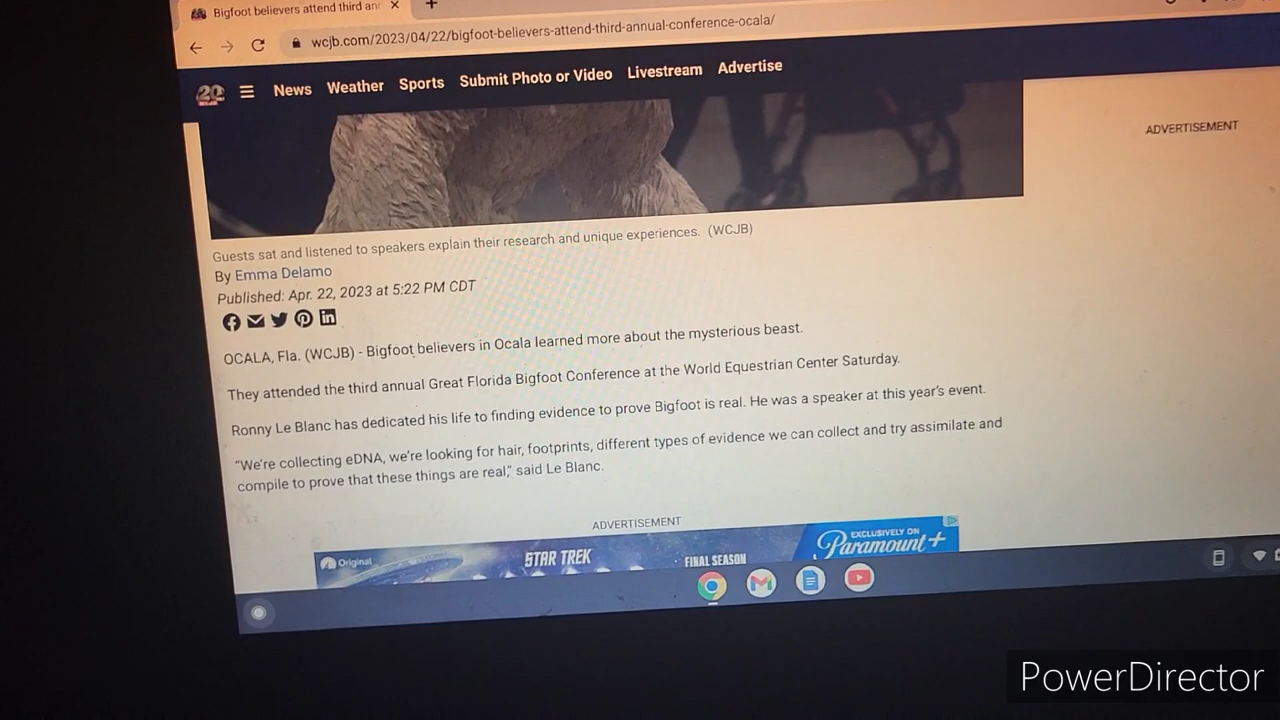 Bigfoot believers attend third an
wcjb.com/2023/04/22/bigfoot-believers-attend-third-annual-conference-ocala/
20 News Weather Sports Submit Photo or Video Livestream Advertise
ADVERTISEMENT
Guests sat and listened to speakers explain their research and unique experiences. (WCJB)
By Emma Delamo
Published: Apr. 22, 2023 at 5:22 PM CDT
OCALA, Fla. (WCJB) - Bigfoot believers in Ocala learned more about the mysterious beast.
They attended the third annual Great Florida Bigfoot Conference at the World Equestrian Center Saturday.
Ronny Le Blanc has dedicated his life to finding evidence to prove Bigfoot is real. He was a speaker at this year's event.
“We're collecting eDNA, we're looking for hair, footprints, different types of evidence we can collect and try assimilate and
compile to prove that these things are real,” said Le Blanc.
ADVERTISEMENT
Original STAR TREK FINAL SEASON
EXCLUSIVELY ON
Paramount+
PowerDirector